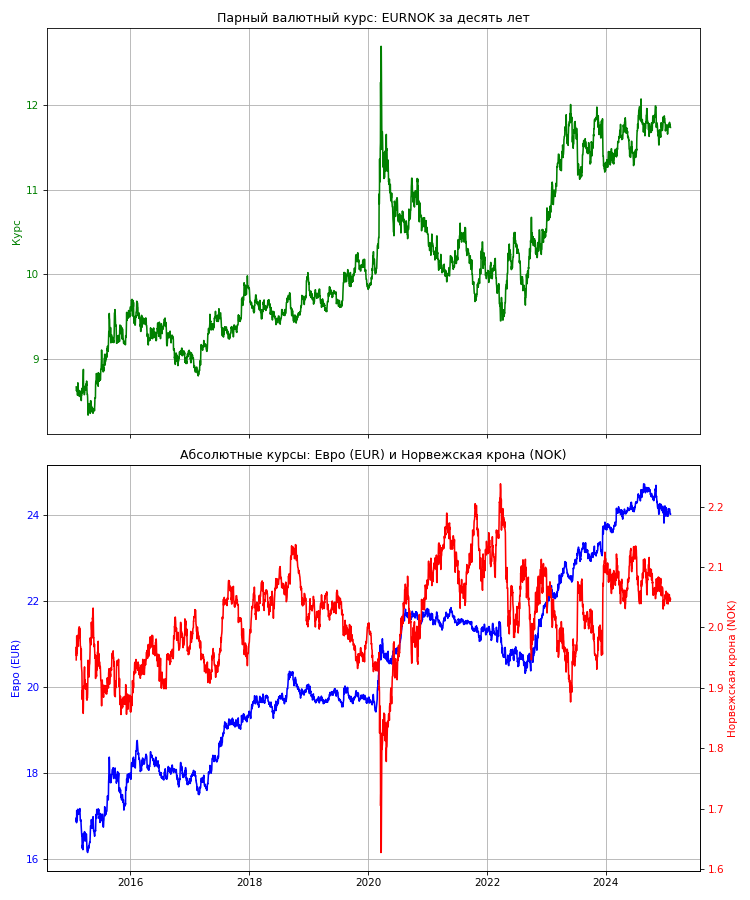 Парный валютный курс: EURNOK за десять лет
12
11
10
9
Курс
Абсолютные курсы: Евро (EUR) и Норвежская крона (NOK)
24
22
20
18
16
Евро (EUR)
2.2
2.1
2.0
1.9
1.8
1.7
1.6
Норвежская крона (NOK)
2016 2018 2020 2022 2024